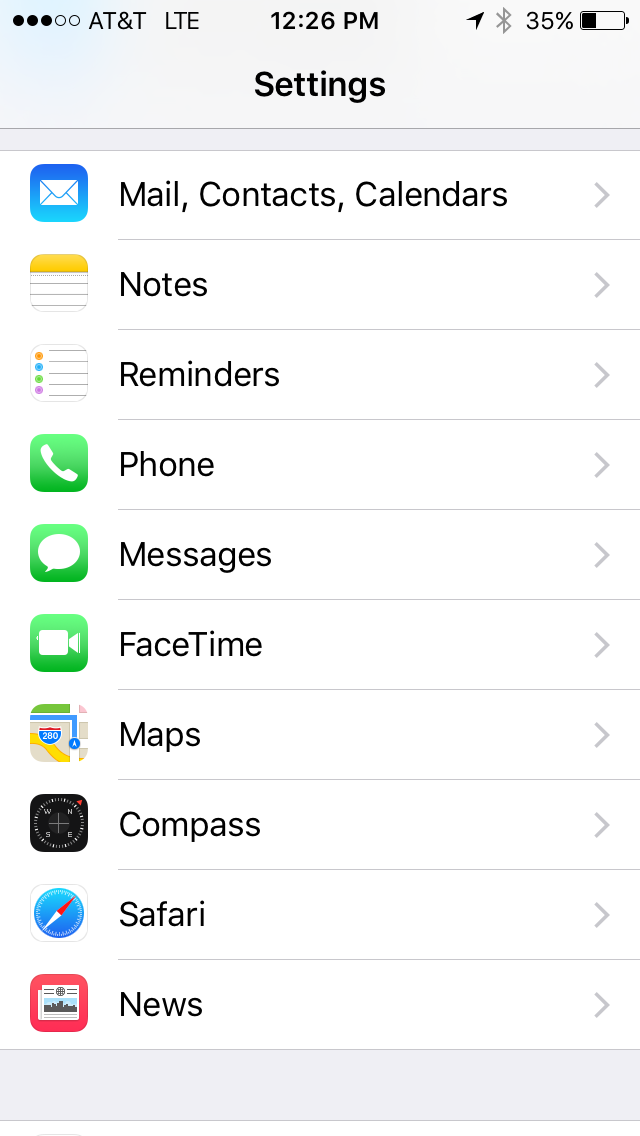 AT&T LTE 12:26 PM 35%
Settings
Mail, Contacts, Calendars
Notes
Reminders
Phone
Messages
FaceTime
280
Maps
W N
S E
Compass
Safari
News